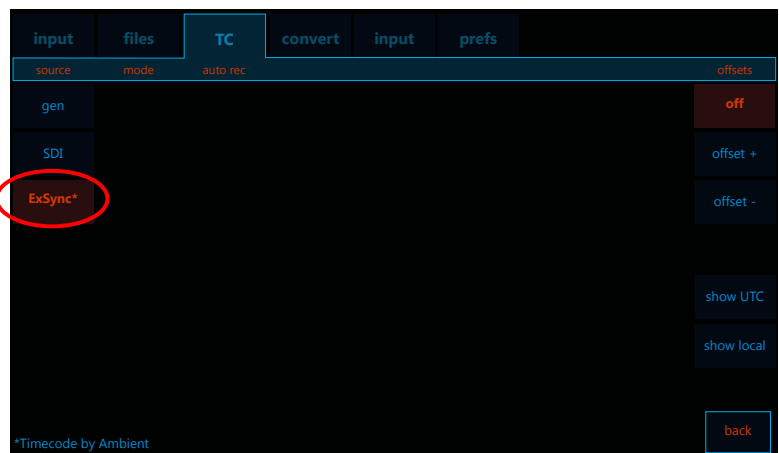 input files TC convert input prefs
source mode auto rec offsets
gen off
SDI offset +
ExSync* offset -
show UTC
show local
back
*Timecode by Ambient